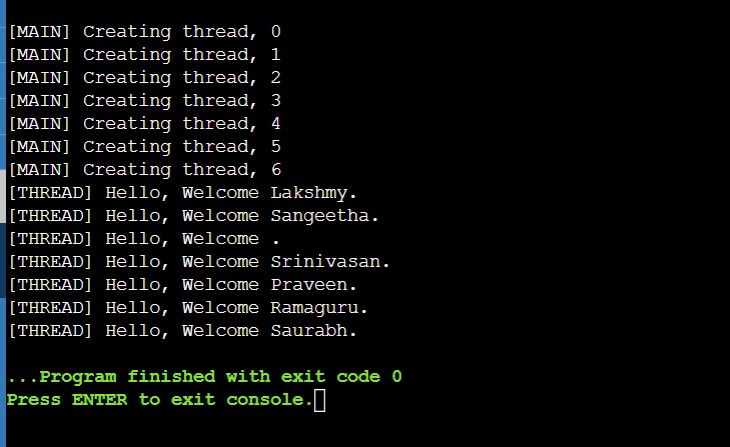 [MAIN] Creating thread, 0
[MAIN] Creating thread, 1
[MAIN] Creating thread, 2
[MAIN] Creating thread, 3
[MAIN] Creating thread, 4
[MAIN] Creating thread, 5
[MAIN] Creating thread, 6
[THREAD] Hello, Welcome Lakshmy.
[THREAD] Hello, Welcome Sangeetha.
[THREAD] Hello, Welcome .
[THREAD] Hello, Welcome Srinivasan.
[THREAD] Hello, Welcome Praveen.
[THREAD] Hello, Welcome Ramaguru.
[THREAD] Hello, Welcome Saurabh.
...Program finished with exit code 0
Press ENTER to exit console.